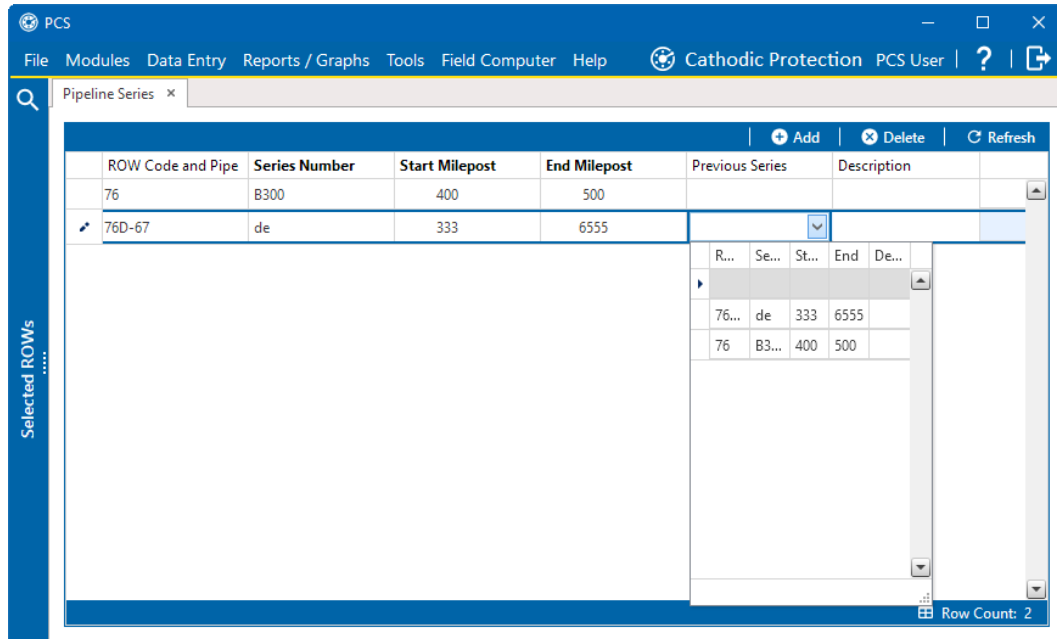 PCS
File Modules Data Entry Reports / Graphs Tools Field Computer Help Cathodic Protection PCS User | ? |
Pipeline Series ×
Add | Delete | Refresh
ROW Code and Pipe Series Number Start Milepost End Milepost Previous Series Description
76 B300 400 500
76D-67 de 333 6555
R... Se... St... End De...
76... de 333 6555
76 B3... 400 500
Selected ROWs
Row Count: 2